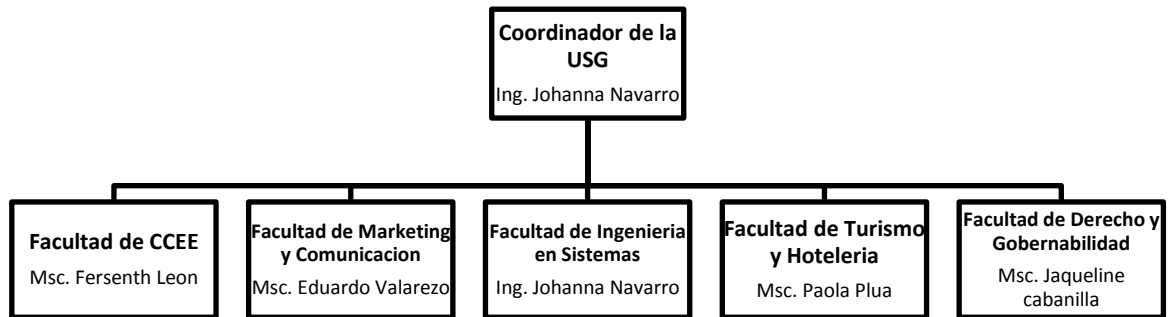 Coordinador de la
USG
Ing. Johanna Navarro
Facultad de CCEE
Msc. Fersenth Leon
Facultad de Marketing
y Comunicacion
Msc. Eduardo Valarezo
Facultad de Ingenieria
en Sistemas
Ing. Johanna Navarro
Facultad de Turismo
y Hoteleria
Msc. Paola Plua
Facultad de Derecho y
Gobernabilidad
Msc. Jaqueline
cabanilla